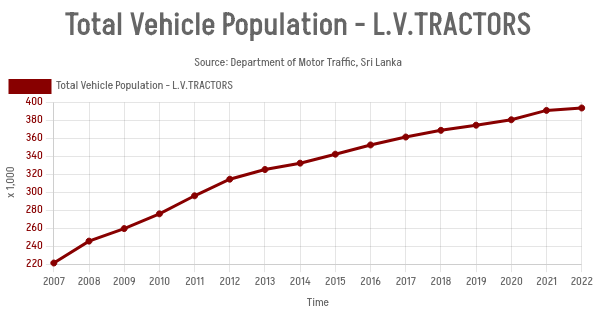 Total Vehicle Population - L.V.TRACTORS
Source: Department of Motor Traffic, Sri Lanka
Total Vehicle Population - L.V.TRACTORS
400
380
360
340
320
300
280
260
240
220
x 1,000
2007 2008 2009 2010 2011 2012 2013 2014 2015 2016 2017 2018 2019 2020 2021 2022
Time